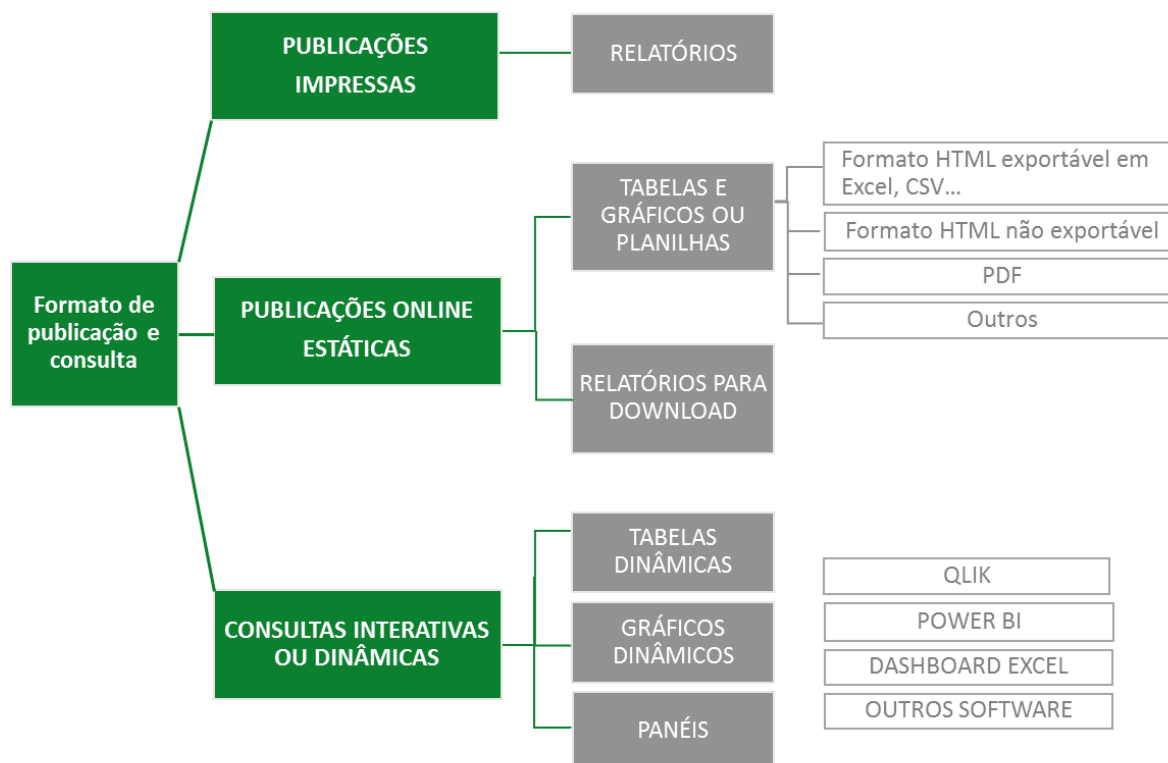 PUBLICAÇÕES
IMPRESSAS
RELATÓRIOS
TABELAS E
GRÁFICOS OU
PLANILHAS
Formato HTML exportável em
Excel, CSV...
Formato HTML não exportável
PDF
Outros
Formato de
publicação e
consulta
PUBLICAÇÕES ONLINE
ESTÁTICAS
RELATÓRIOS PARA
DOWNLOAD
CONSULTAS INTERATIVAS
OU DINÂMICAS
TABELAS
DINÂMICAS
GRÁFICOS
DINÂMICOS
PANÉIS
QLIK
POWER BI
DASHBOARD EXCEL
OUTROS SOFTWARE